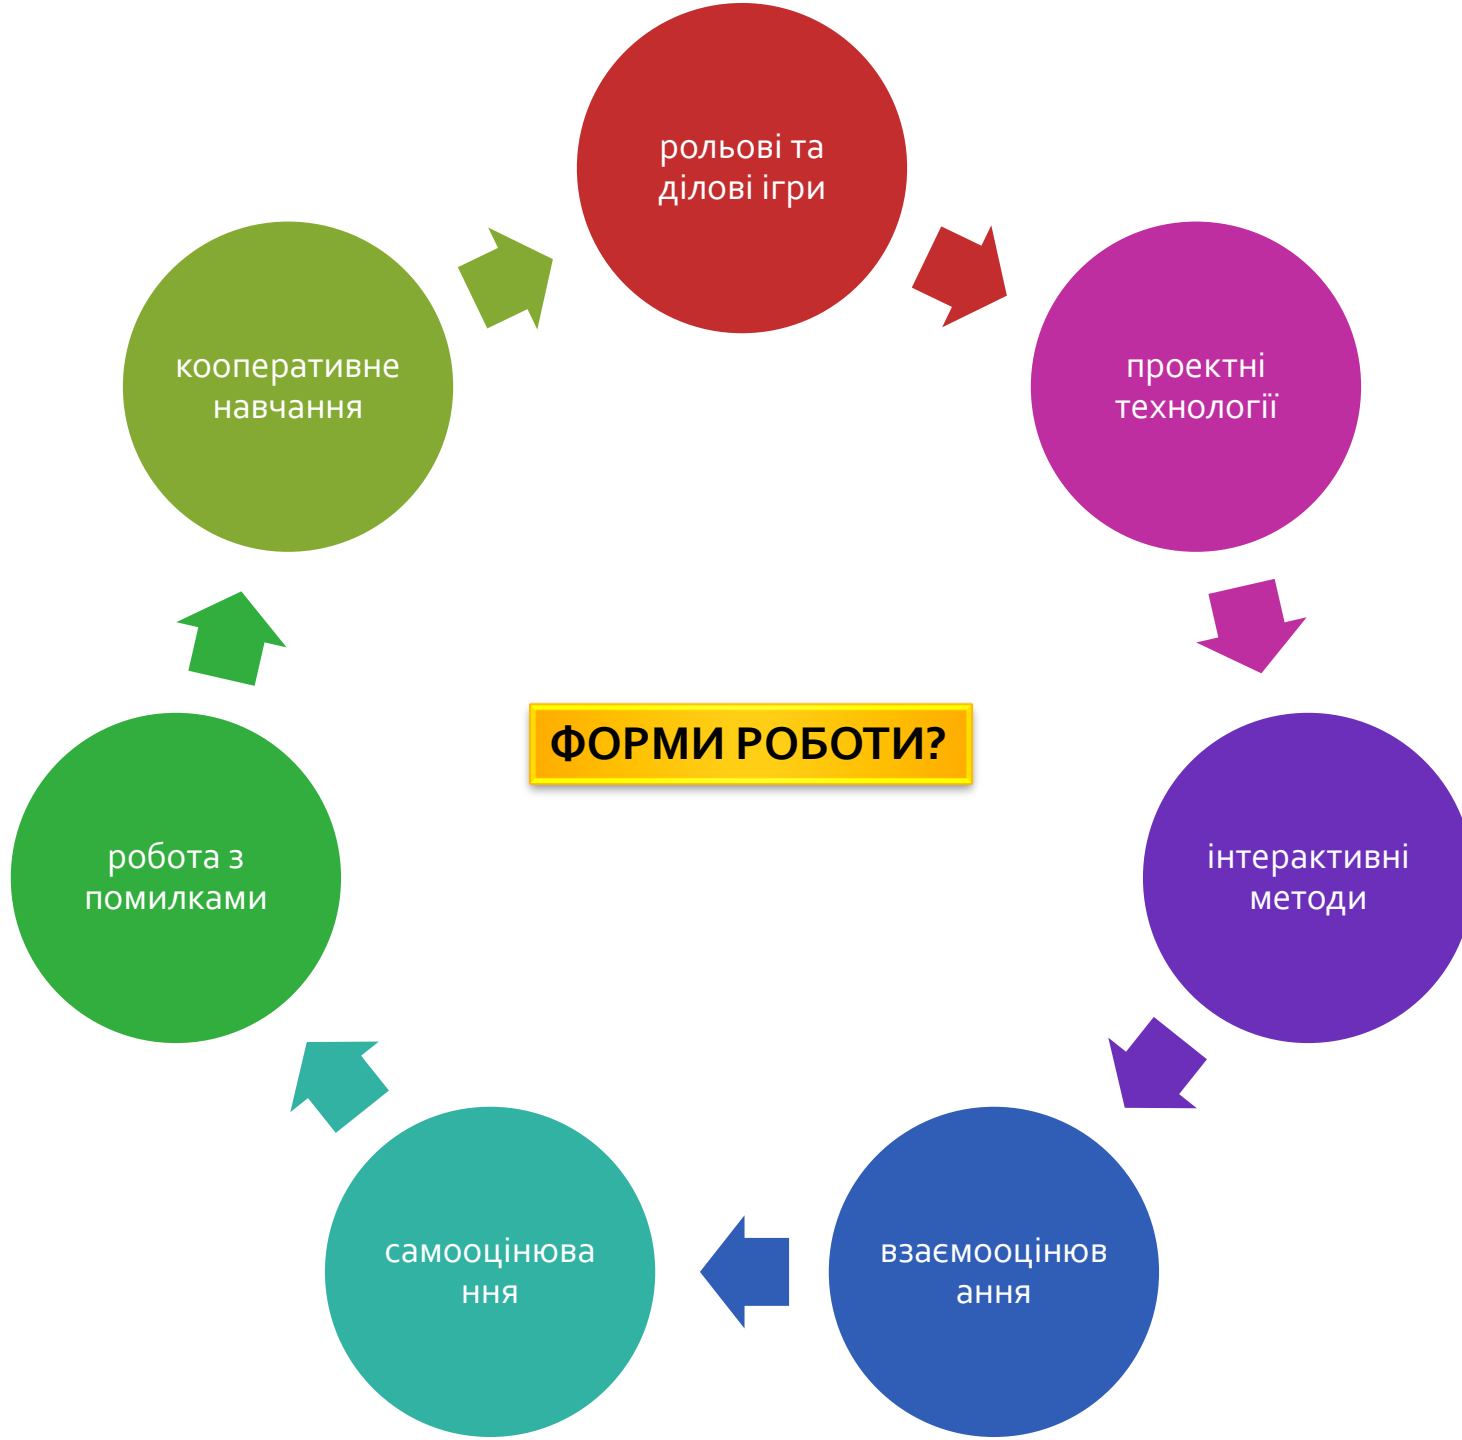 рольові та
ділові ігри
проектні
технології
інтерактивні
методи
взаємооцінюв
ання
самооцінюва
ння
робота з
помилками
кооперативне
навчання
ФОРМИ РОБОТИ?